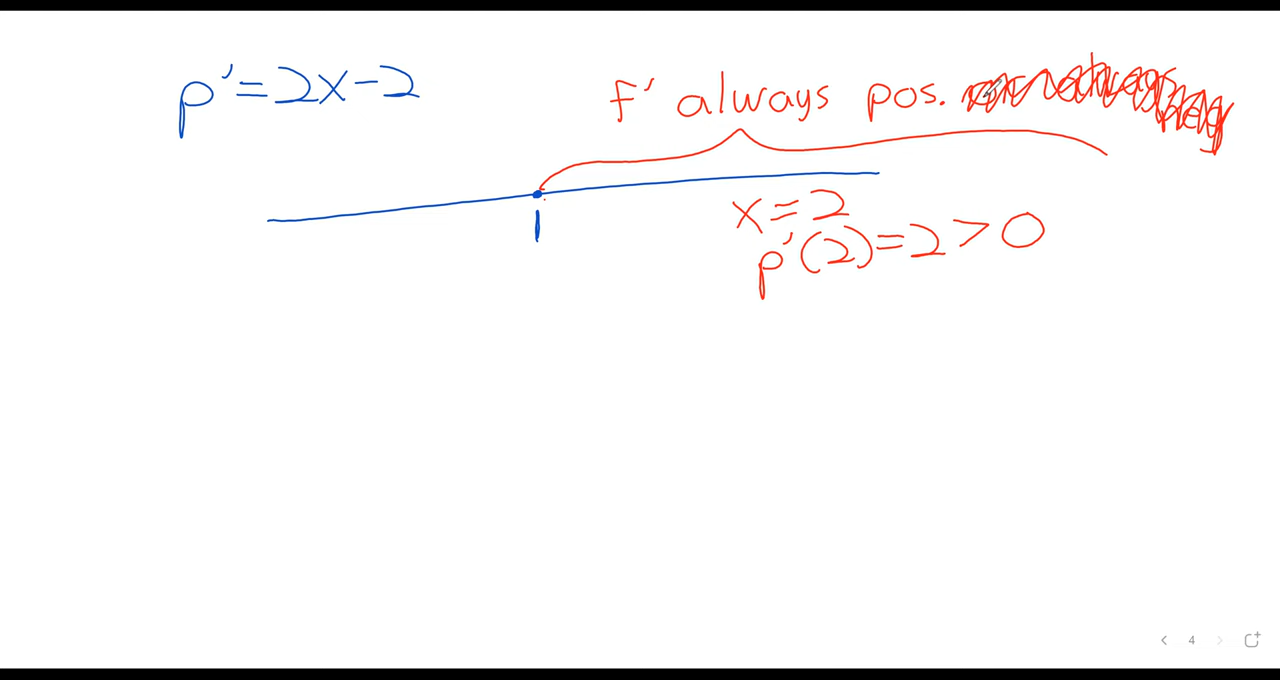 p' = 2x - 2
f' always pos.
1
x = 2
p'(2) = 2 > 0
4